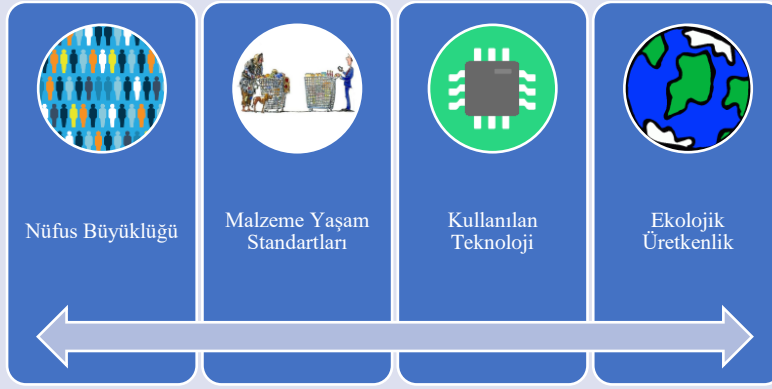 Nüfus Büyüklüğü
Malzeme Yaşam
Standartları
Kullanılan
Teknoloji
Ekolojik
Üretkenlik